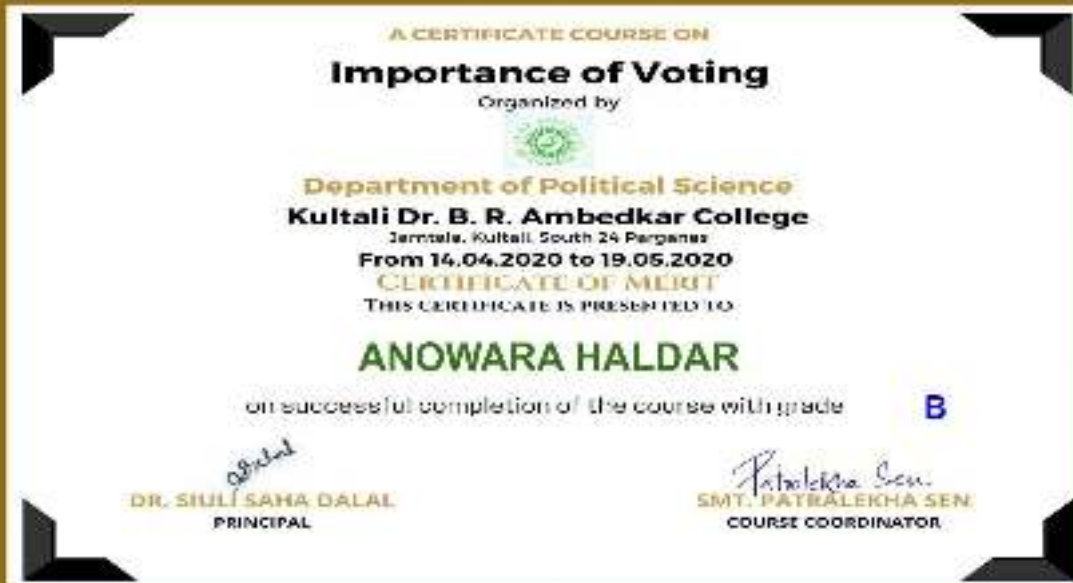 A CERTIFICATE COURSE ON
Importance of Voting
Organized by
Department of Political Science
Kultali Dr. B. R. Ambedkar College
Jamtala, Kultali, South 24 Parganas
From 14.04.2020 to 19.05.2020
CERTIFICATE OF MERIT
THIS CERTIFICATE IS PRESENTED TO
ANOWARA HALDAR
on successful completion of the course with grade B
Patralekha Sen.
DR. SIULI SAHA DALAL
SMT. PATRALEKHA SEN
PRINCIPAL
COURSE COORDINATOR